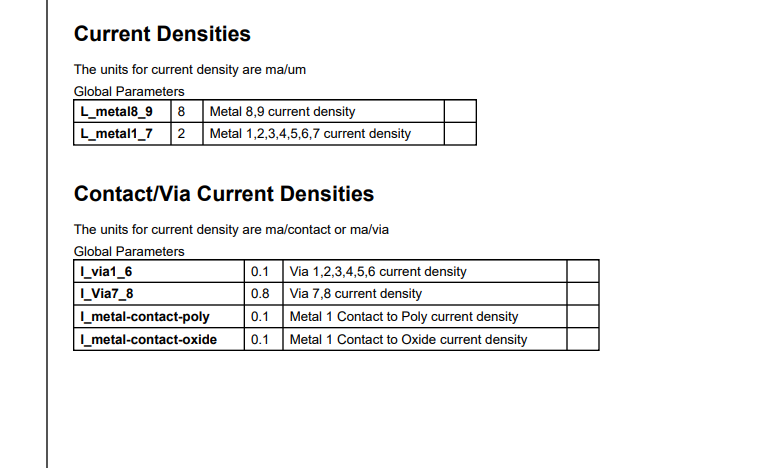 Current Densities
The units for current density are ma/um
Global Parameters
L_metal8_9 8 Metal 8,9 current density
L_metal1_7 2 Metal 1,2,3,4,5,6,7 current density
Contact/Via Current Densities
The units for current density are ma/contact or ma/via
Global Parameters
I_via1_6 0.1 Via 1,2,3,4,5,6 current density
I_Via7_8 0.8 Via 7,8 current density
I_metal-contact-poly 0.1 Metal 1 Contact to Poly current density
I_metal-contact-oxide 0.1 Metal 1 Contact to Oxide current density